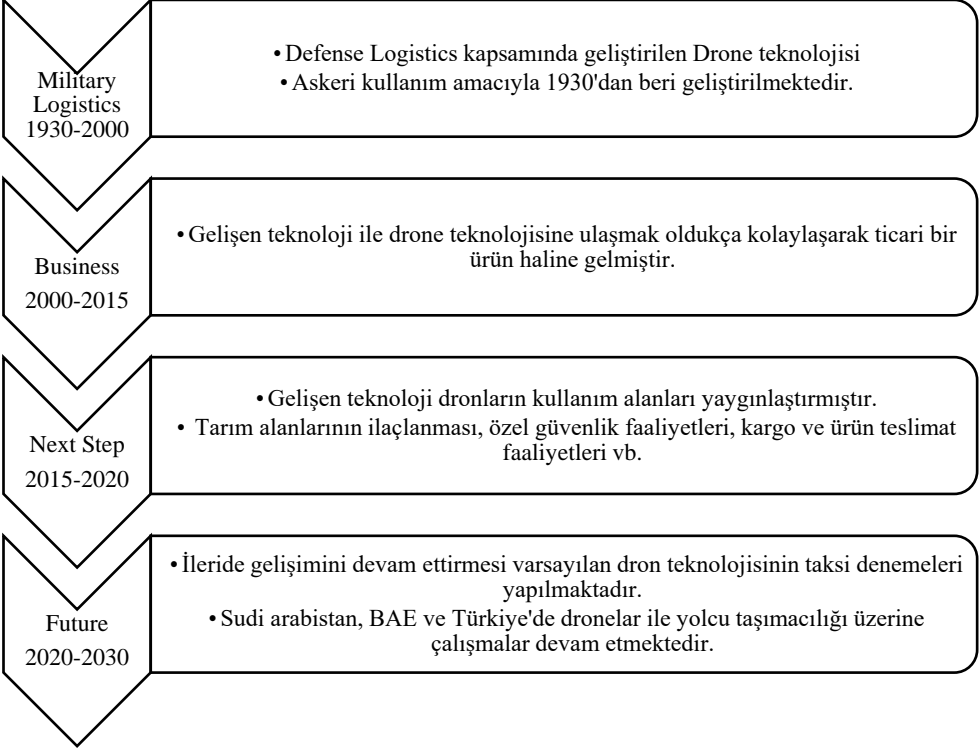 Military
Logistics
1930-2000
• Defense Logistics kapsamında geliştirilen Drone teknolojisi
• Askeri kullanım amacıyla 1930'dan beri geliştirilmektedir.
Business
2000-2015
• Gelişen teknoloji ile drone teknolojisine ulaşmak oldukça kolaylaşarak ticari bir
ürün haline gelmiştir.
Next Step
2015-2020
• Gelişen teknoloji dronların kullanım alanları yaygınlaştırmıştır.
• Tarım alanlarının ilaçlanması, özel güvenlik faaliyetleri, kargo ve ürün teslimat
faaliyetleri vb.
Future
2020-2030
• İleride gelişimini devam ettirmesi varsayılan dron teknolojisinin taksi denemeleri
yapılmaktadır.
• Sudi arabistan, BAE ve Türkiye'de dronelar ile yolcu taşımacılığı üzerine
çalışmalar devam etmektedir.